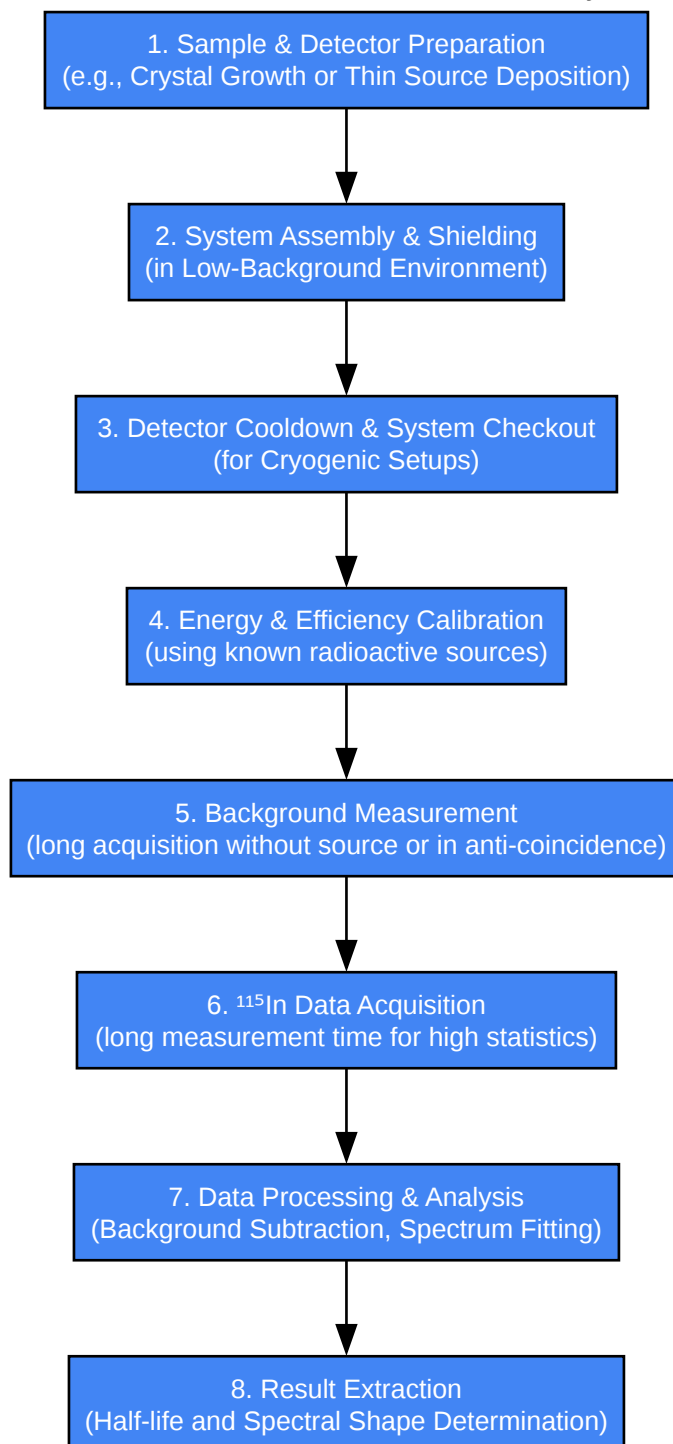 1. Sample & Detector Preparation
(e.g., Crystal Growth or Thin Source Deposition)
2. System Assembly & Shielding
(in Low-Background Environment)
3. Detector Cooldown & System Checkout
(for Cryogenic Setups)
4. Energy & Efficiency Calibration
(using known radioactive sources)
5. Background Measurement
(long acquisition without source or in anti-coincidence)
6. ¹¹⁵In Data Acquisition
(long measurement time for high statistics)
7. Data Processing & Analysis
(Background Subtraction, Spectrum Fitting)
8. Result Extraction
(Half-life and Spectral Shape Determination)